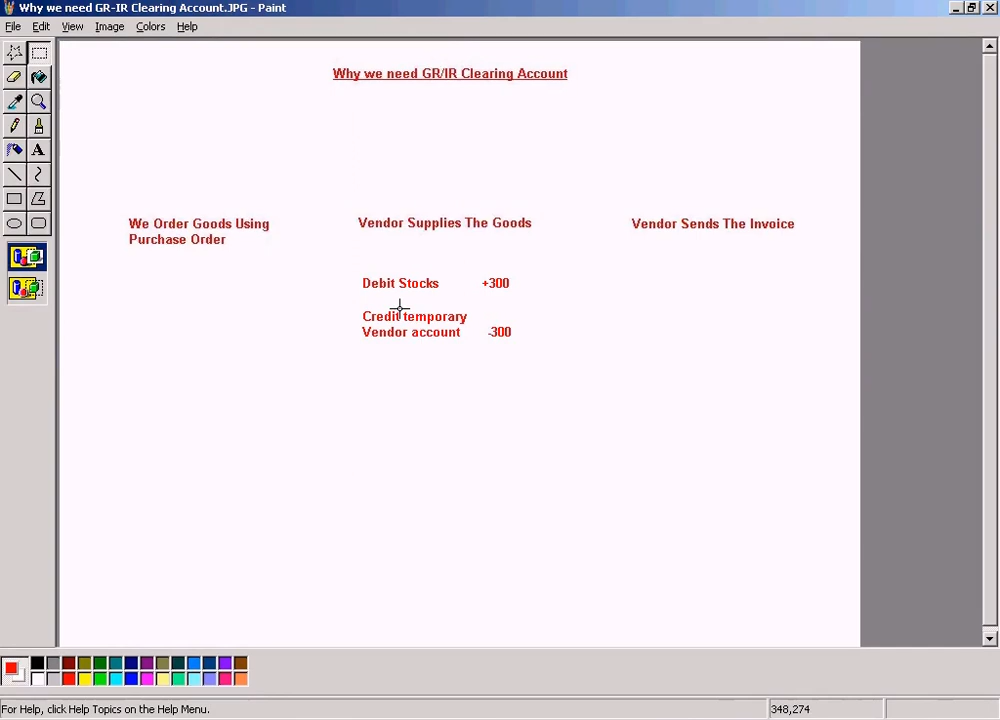 Why we need GR-IR Clearing Account.JPG - Paint
File Edit View Image Colors Help
Why we need GR/IR Clearing Account
We Order Goods Using
Purchase Order
Vendor Supplies The Goods
Vendor Sends The Invoice
Debit Stocks +300
Credit temporary
Vendor account -300
For Help, click Help Topics on the Help Menu.
348,274